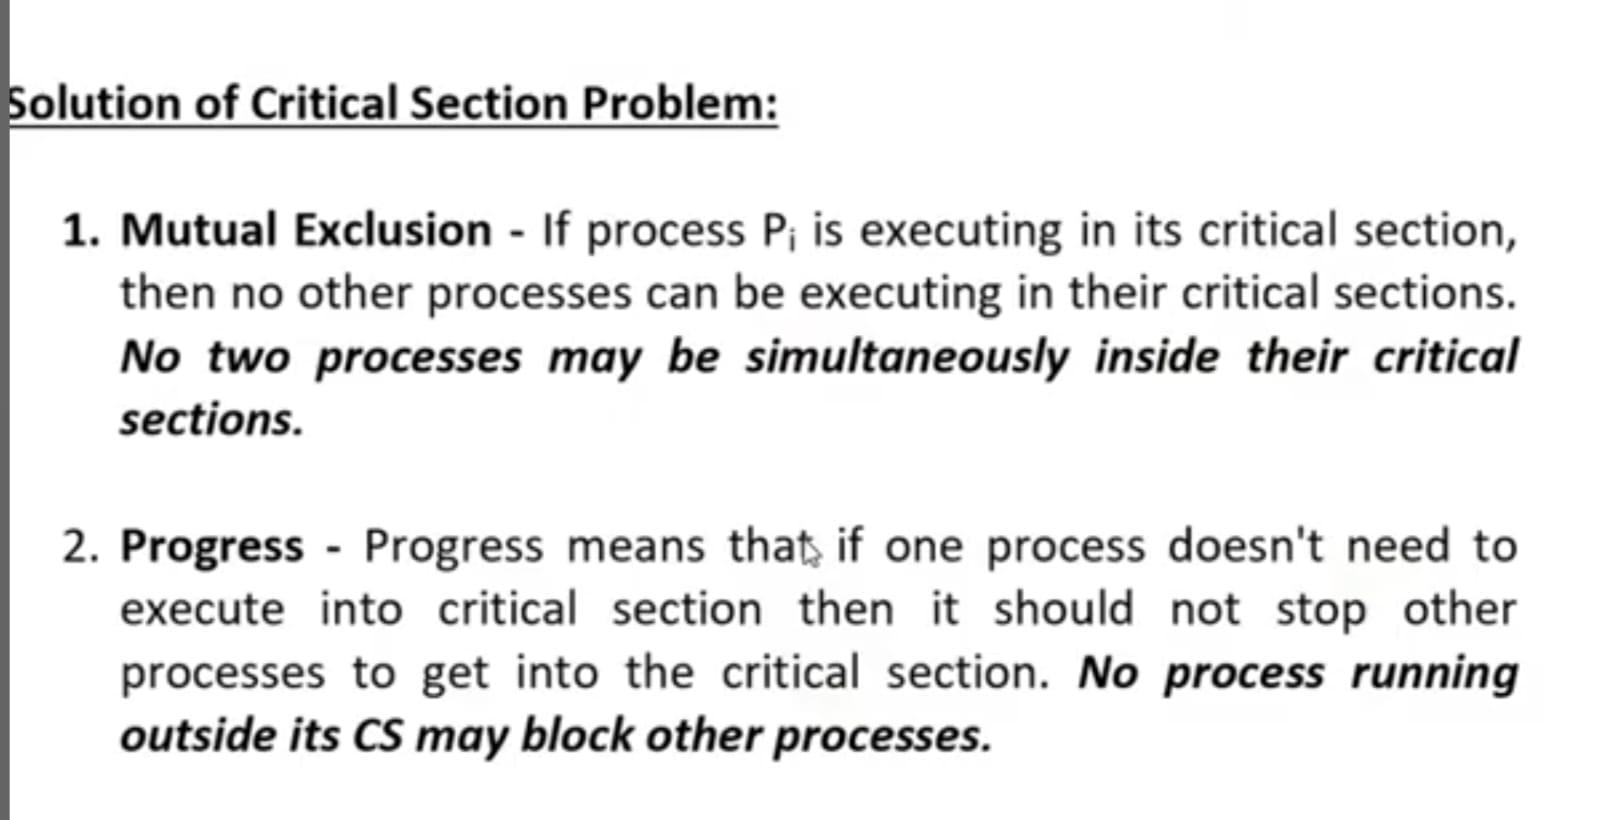 Solution of Critical Section Problem:
1. Mutual Exclusion - If process Pi is executing in its critical section,
then no other processes can be executing in their critical sections.
No two processes may be simultaneously inside their critical
sections.
2. Progress - Progress means that if one process doesn't need to
execute into critical section then it should not stop other
processes to get into the critical section. No process running
outside its CS may block other processes.